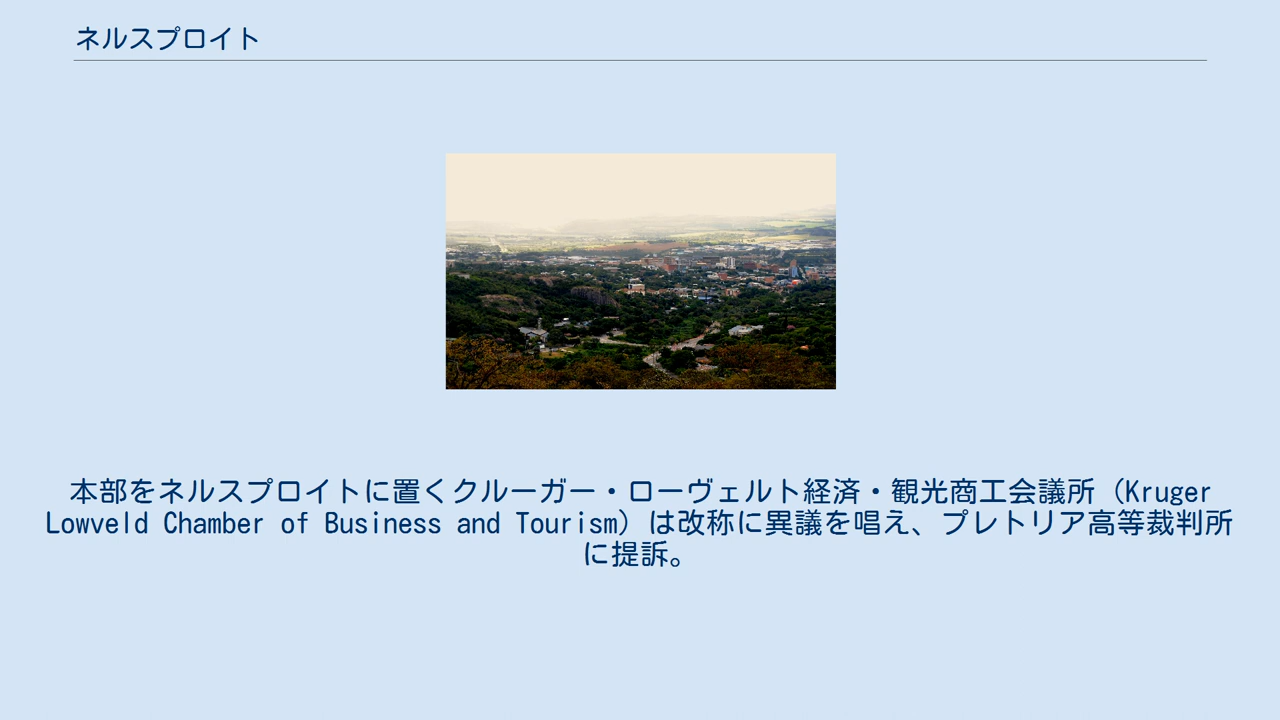 ネルスプロイト
本部をネルスプロイトに置くクルーガー・ローヴェルト経済・観光商工会議所（Kruger
Lowveld Chamber of Business and Tourism）は改称に異議を唱え、プレトリア高等裁判所
に提訴。